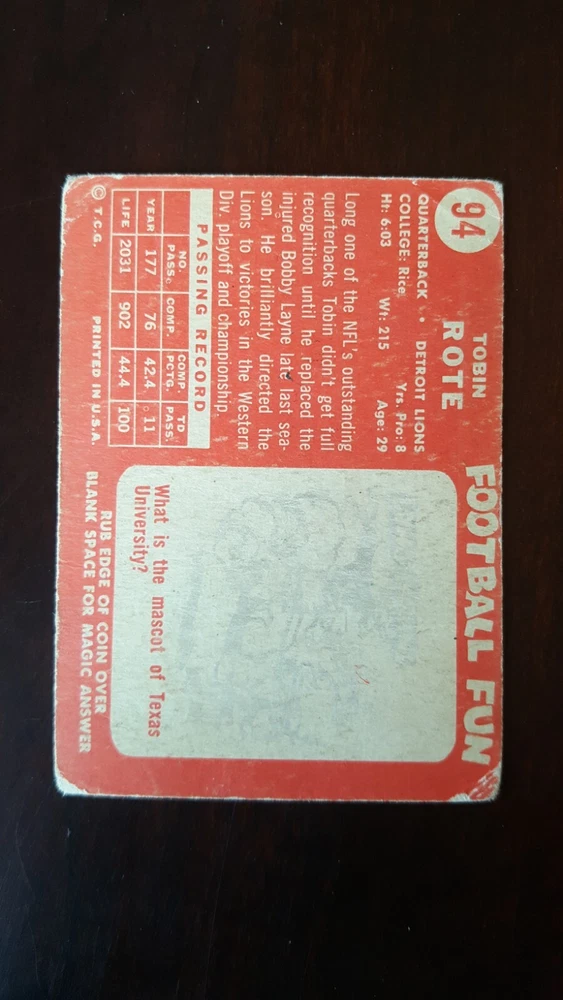 94
TOBIN
ROTE
QUARTERBACK • DETROIT LIONS
COLLEGE: Rice Yrs. Pro: 8
Ht: 6:03 Wt: 215 Age: 29
Long one of the NFL's outstanding
quarterbacks Tobin didn't get full
recognition until he replaced the
injured Bobby Layne late last sea-
son. He brilliantly directed the
Lions to victories in the Western
Div. playoff and championship.
PASSING RECORD
NO. PASS. COMP. COMP. PCTG. TD PASS.
YEAR 177 76 42.4 11
LIFE 2031 902 44.4 100
© T.C.G. PRINTED IN U.S.A.
FOOTBALL FUN
What is the mascot of Texas
University?
RUB EDGE OF COIN OVER
BLANK SPACE FOR MAGIC ANSWER